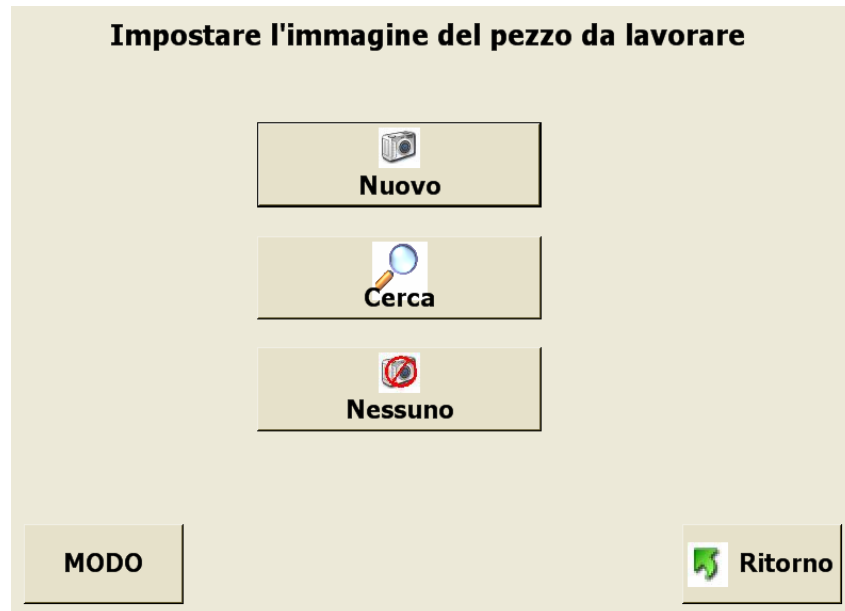 Impostare l'immagine del pezzo da lavorare
Nuovo
Cerca
Nessuno
MODO
Ritorno